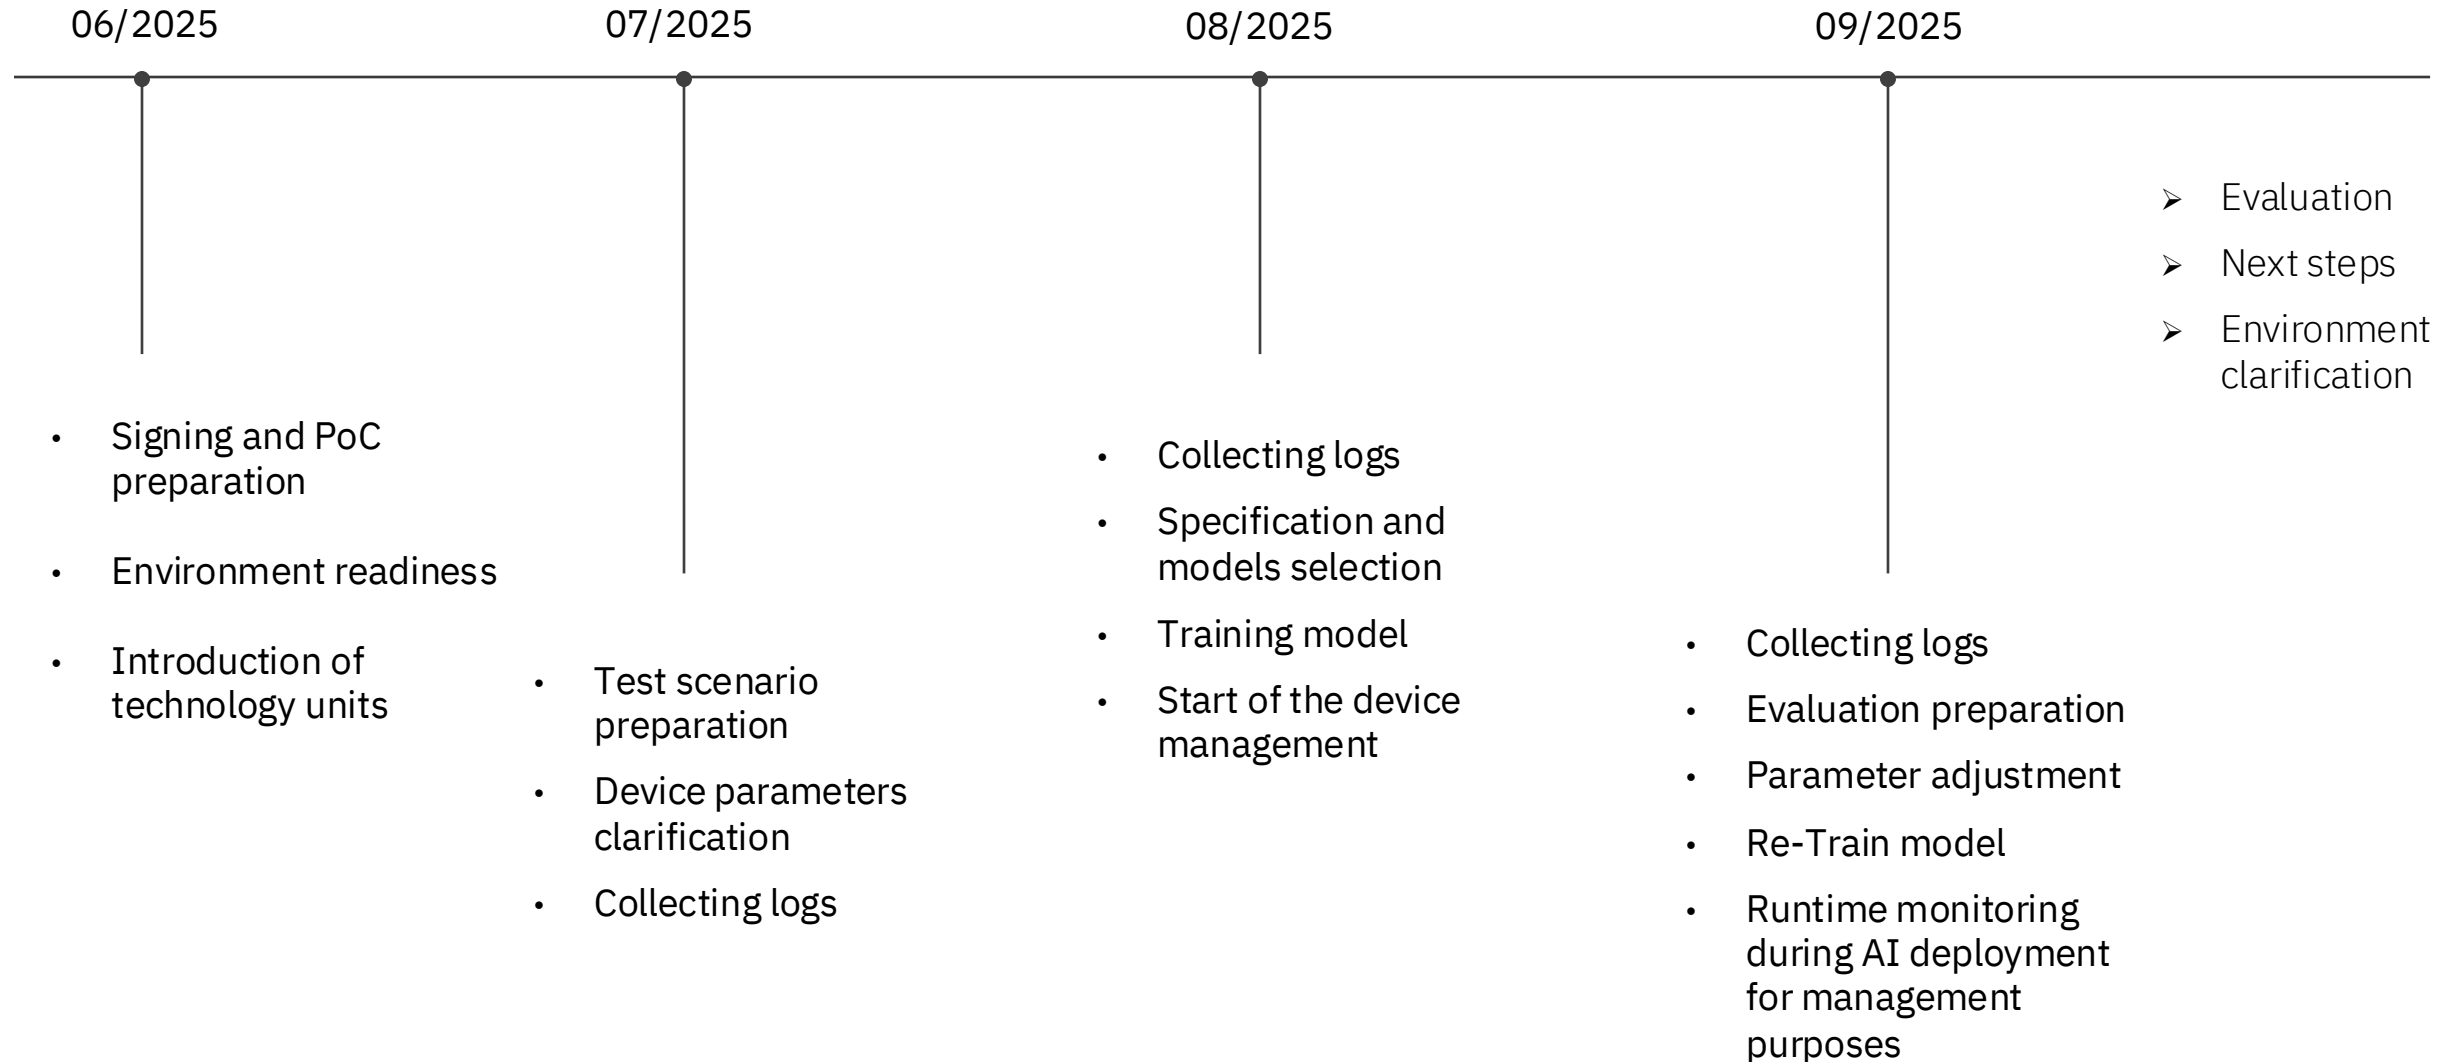 06/2025
07/2025
08/2025
09/2025
• Signing and PoC
preparation
• Environment readiness
• Introduction of
technology units
• Test scenario
preparation
• Device parameters
clarification
• Collecting logs
• Collecting logs
• Specification and
models selection
• Training model
• Start of the device
management
• Collecting logs
• Evaluation preparation
• Parameter adjustment
• Re-Train model
• Runtime monitoring
during AI deployment
for management
purposes
➢ Evaluation
➢ Next steps
➢ Environment
clarification